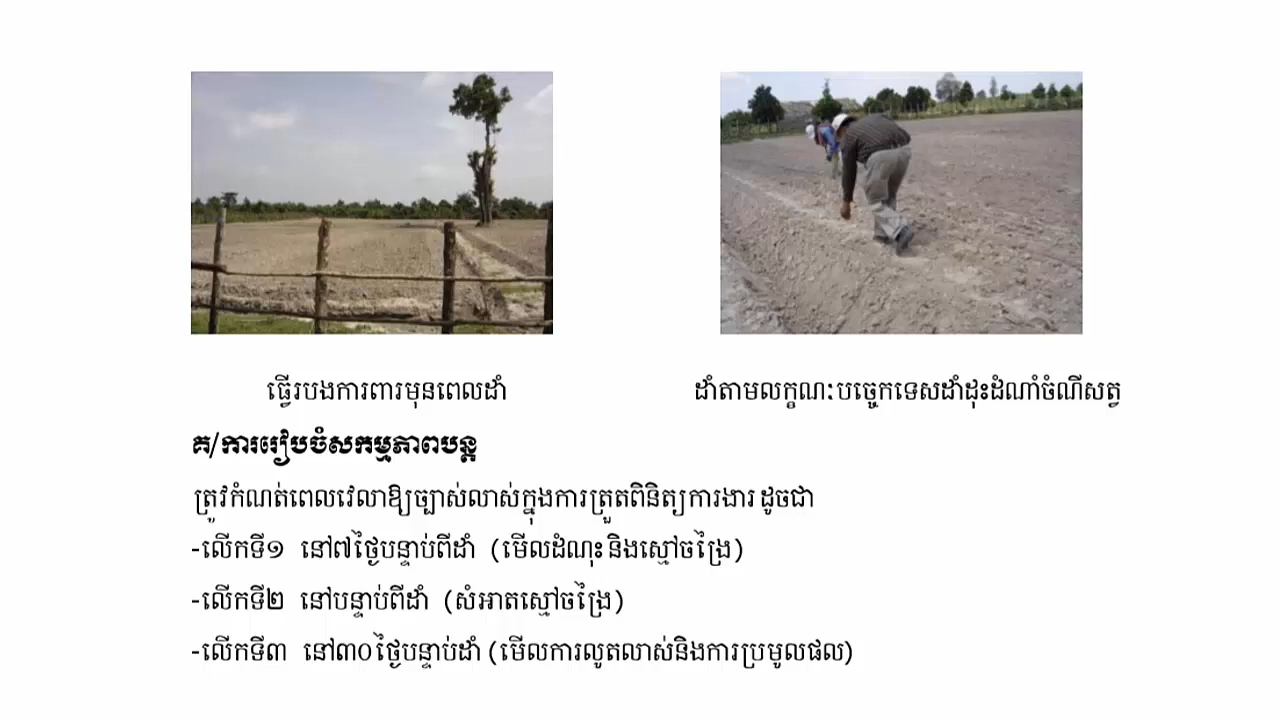 ធ្វើរបងការពារមុនពេលដាំ
ដាំតាមលក្ខណៈបច្ចេកទេសដាំដុះដំណាំចំណីសត្វ
គ/ការរៀបចំសកម្មភាពបន្ត
ត្រូវកំណត់ពេលវេលាឱ្យច្បាស់លាស់ក្នុងការត្រួតពិនិត្យការងារ ដូចជា
-លើកទី១ នៅ៧ថ្ងៃបន្ទាប់ពីដាំ (មើលដំណុះ និងស្មៅចង្រៃ)
-លើកទី២ នៅបន្ទាប់ពីដាំ (សំអាតស្មៅចង្រៃ)
-លើកទី៣ នៅ៣០ថ្ងៃបន្ទាប់ដាំ (មើលការលូតលាស់និងការប្រមូលផល)